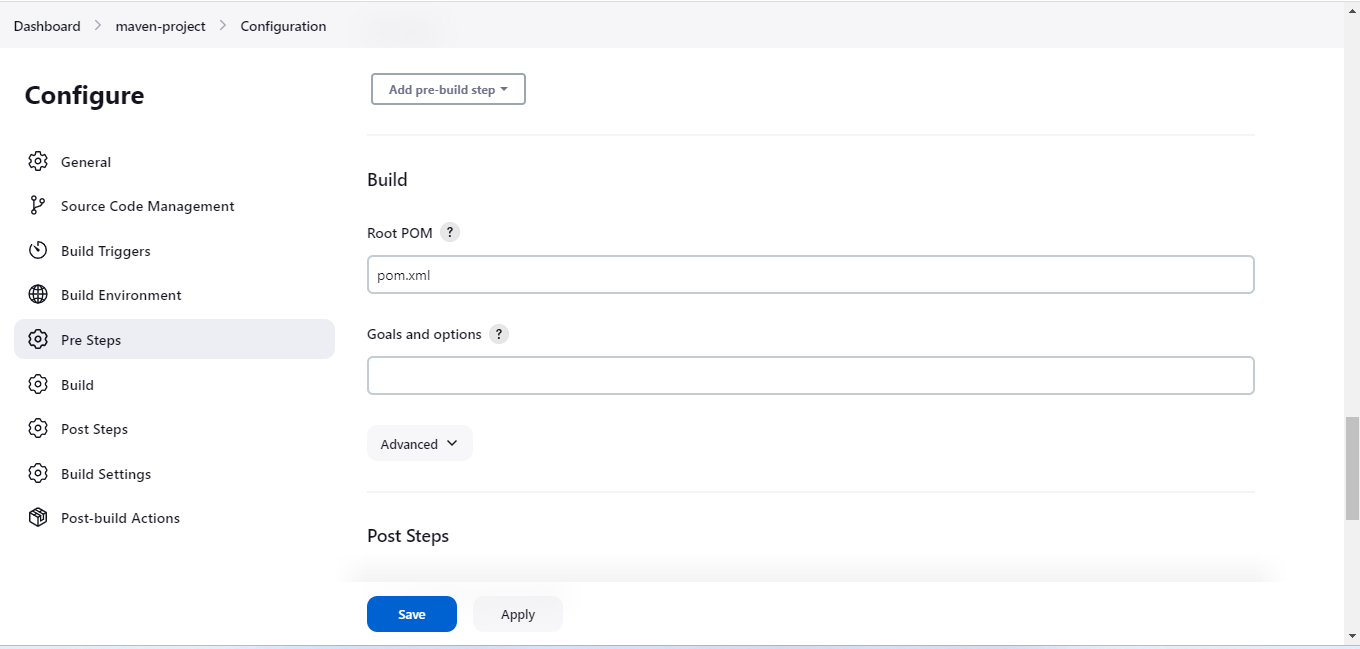 Dashboard > maven-project > Configuration
Configure
General
Source Code Management
Build Triggers
Build Environment
Pre Steps
Build
Post Steps
Build Settings
Post-build Actions
Add pre-build step
Build
Root POM ?
pom.xml
Goals and options ?
Advanced
Post Steps
Save Apply